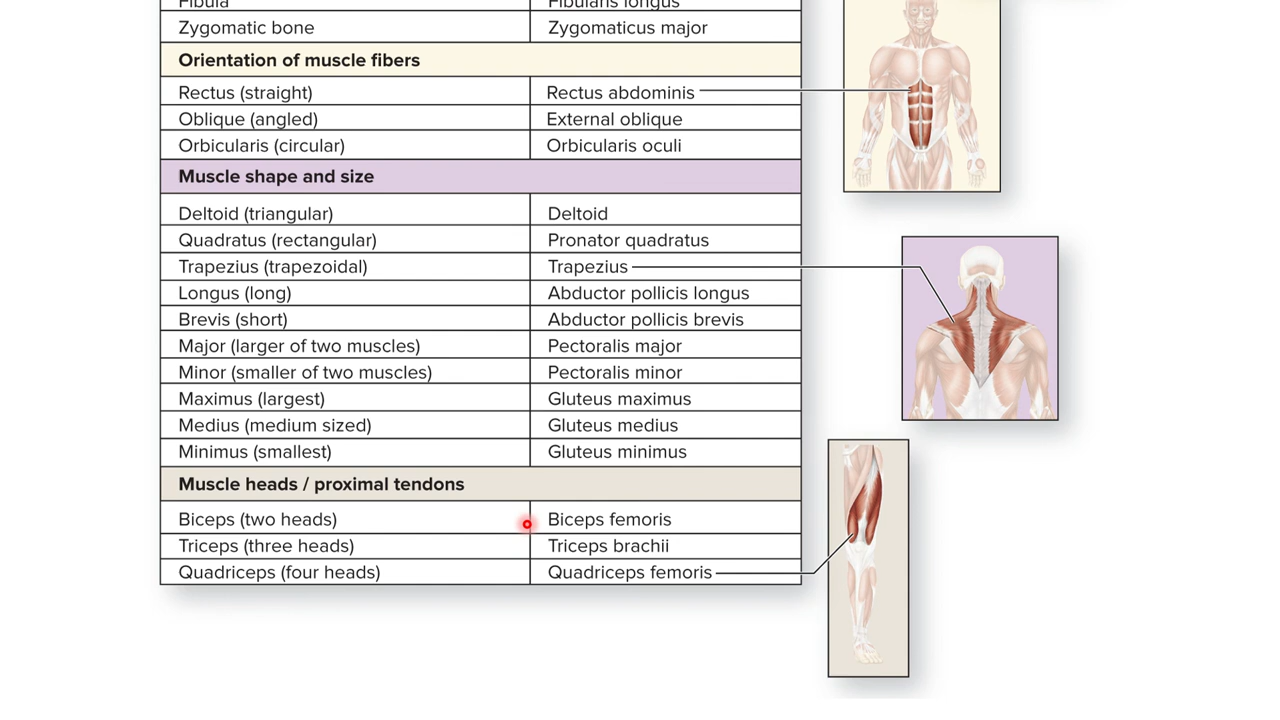 Fibula Fibularis longus
Zygomatic bone Zygomaticus major
Orientation of muscle fibers
Rectus (straight) Rectus abdominis
Oblique (angled) External oblique
Orbicularis (circular) Orbicularis oculi
Muscle shape and size
Deltoid (triangular) Deltoid
Quadratus (rectangular) Pronator quadratus
Trapezius (trapezoidal) Trapezius
Longus (long) Abductor pollicis longus
Brevis (short) Abductor pollicis brevis
Major (larger of two muscles) Pectoralis major
Minor (smaller of two muscles) Pectoralis minor
Maximus (largest) Gluteus maximus
Medius (medium sized) Gluteus medius
Minimus (smallest) Gluteus minimus
Muscle heads / proximal tendons
Biceps (two heads) Biceps femoris
Triceps (three heads) Triceps brachii
Quadriceps (four heads) Quadriceps femoris